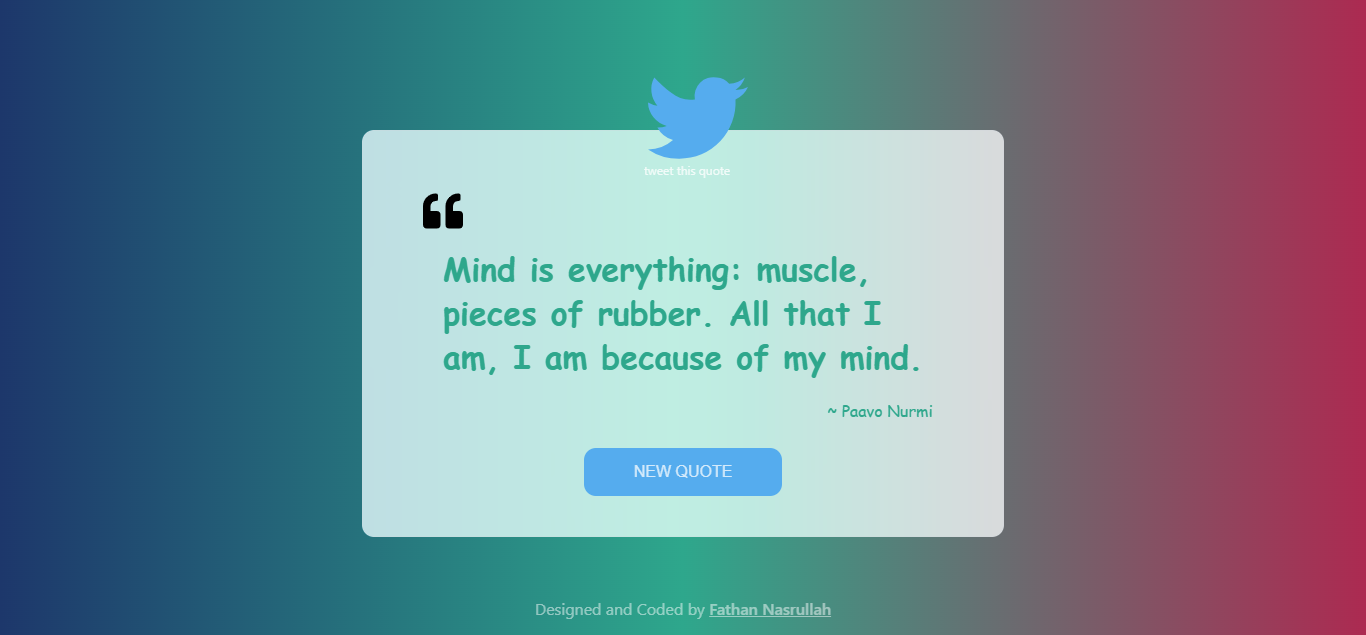 tweet this quote
Mind is everything: muscle,
pieces of rubber. All that I
am, I am because of my mind.
~ Paavo Nurmi
NEW QUOTE
Designed and Coded by Fathan Nasrullah